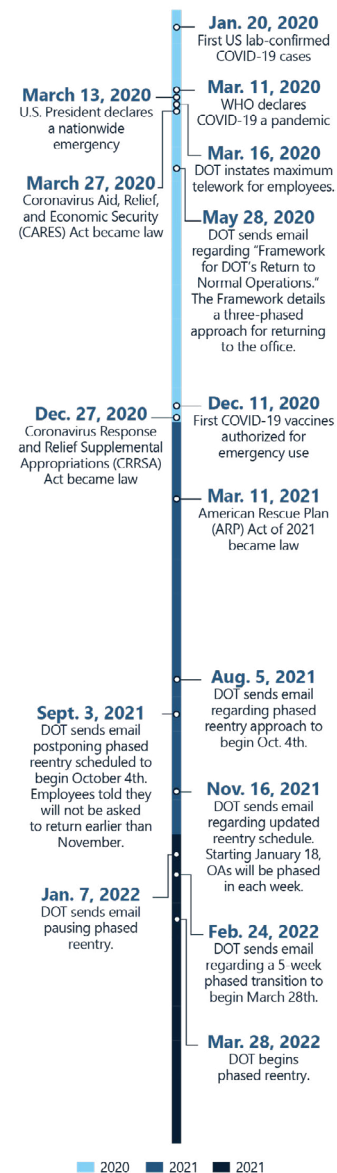 Jan. 20, 2020
First US lab-confirmed
COVID-19 cases
Mar. 11, 2020
WHO declares
COVID-19 a pandemic
March 13, 2020
U.S. President declares
a nationwide
emergency
Mar. 16, 2020
DOT instates maximum
telework for employees.
March 27, 2020
Coronavirus Aid, Relief,
and Economic Security
(CARES) Act became law
May 28, 2020
DOT sends email
regarding “Framework
for DOT’s Return to
Normal Operations.”
The Framework details
a three-phased
approach for returning
to the office.
Dec. 11, 2020
First COVID-19 vaccines
authorized for
emergency use
Dec. 27, 2020
Coronavirus Response
and Relief Supplemental
Appropriations (CRRSA)
Act became law
Mar. 11, 2021
American Rescue Plan
(ARP) Act of 2021
became law
Aug. 5, 2021
DOT sends email
regarding phased
reentry approach to
begin Oct. 4th.
Sept. 3, 2021
DOT sends email
postponing phased
reentry scheduled to
begin October 4th.
Employees told they
will not be asked
to return earlier than
November.
Nov. 16, 2021
DOT sends email
regarding updated
reentry schedule.
Starting January 18,
OAs will be phased
in each week.
Jan. 7, 2022
DOT sends email
pausing phased
reentry.
Feb. 24, 2022
DOT sends email
regarding a 5-week
phased transition to
begin March 28th.
Mar. 28, 2022
DOT begins
phased reentry.
2020 2021 2021